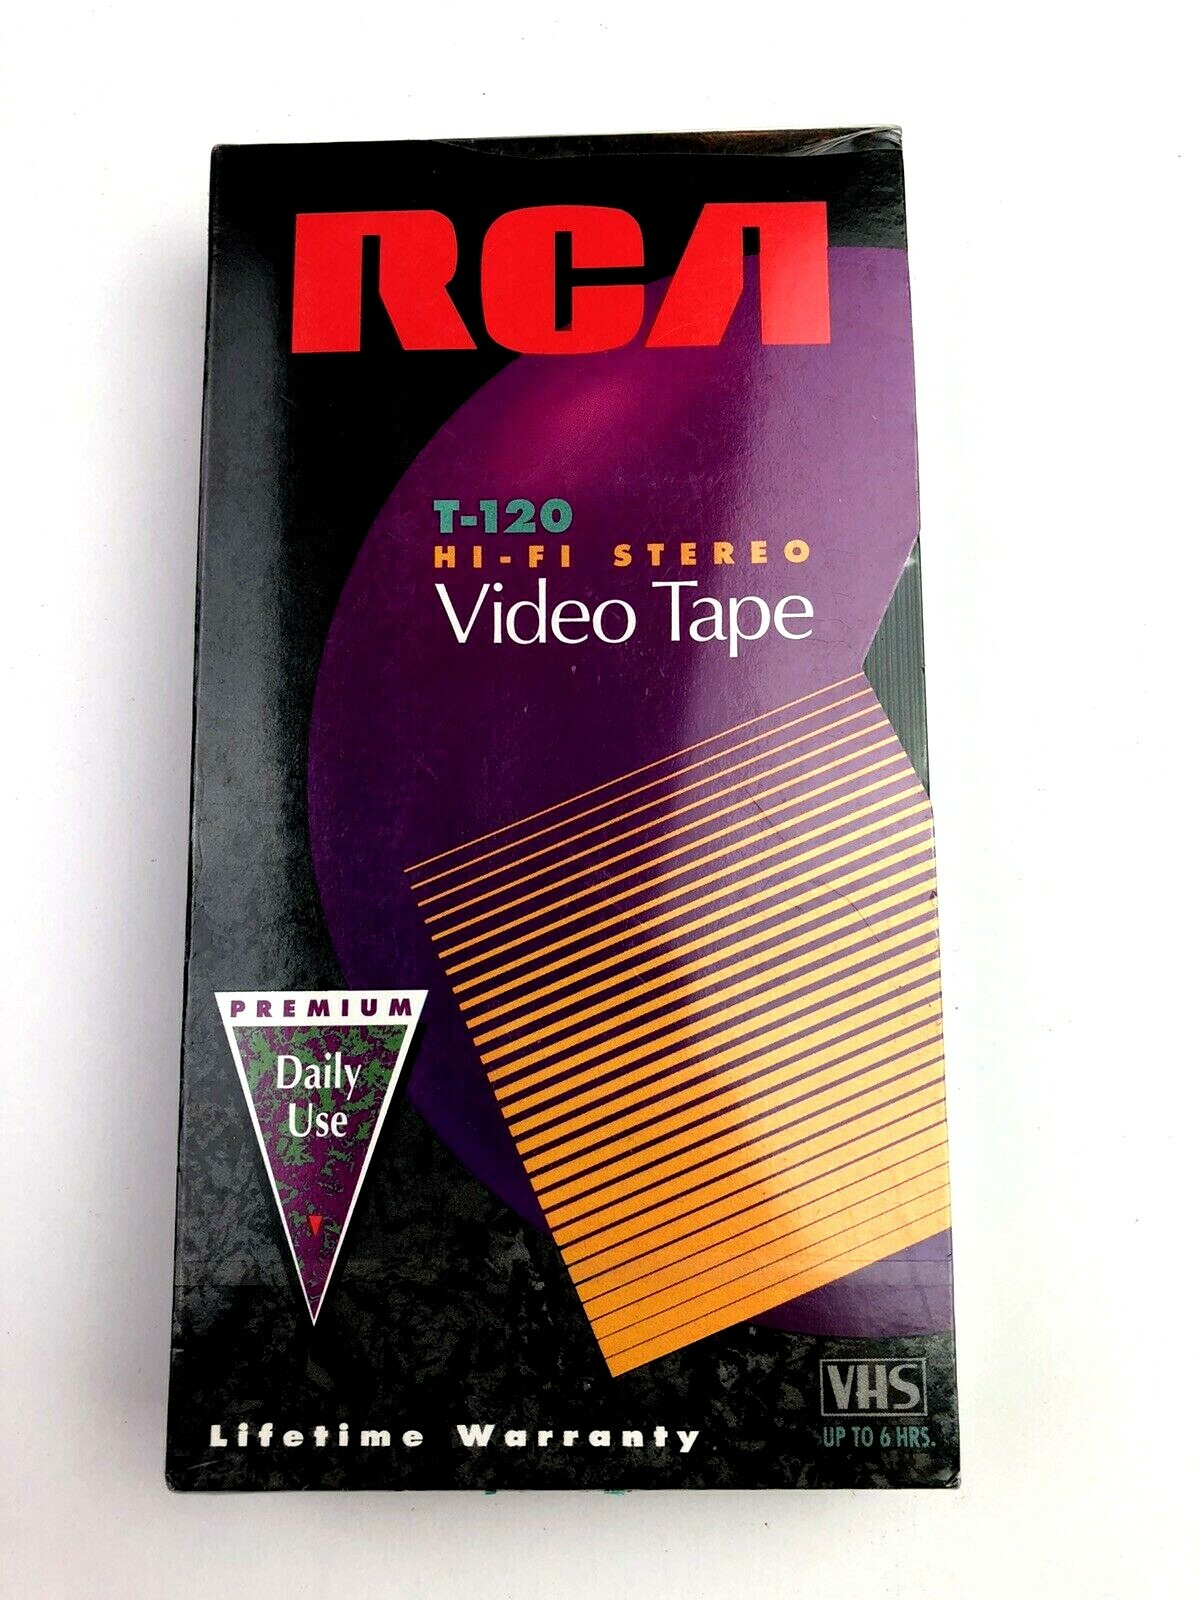 RCA
T-120
HI-FI STEREO
Video Tape
PREMIUM
Daily
Use
VHS
Lifetime Warranty
UP TO 6 HRS.